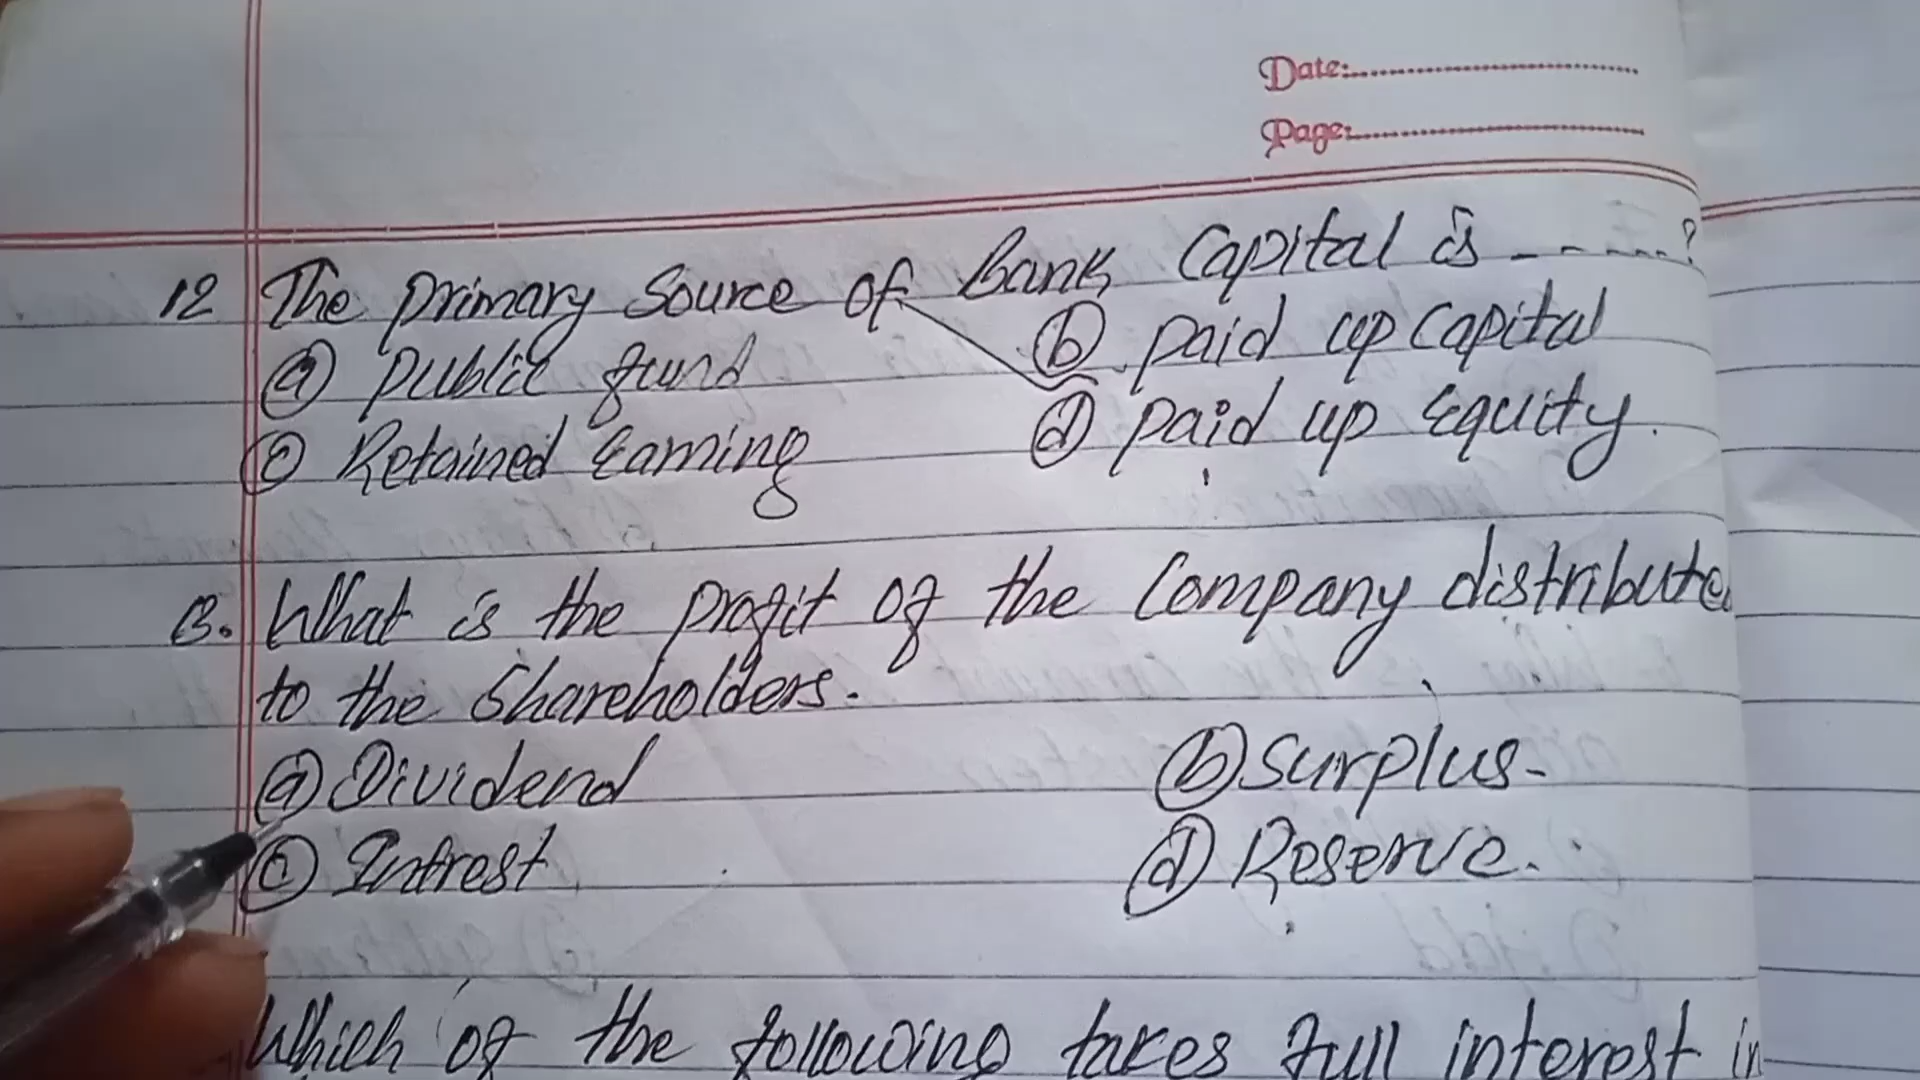 Date:
Page:
12 The primary source of Bank Capital is -----?
(a) public fund (b) paid up capital
(c) Retained Earning (d) paid up Equity.
13. What is the profit of the Company distribute
to the Shareholders.
(a) Dividend (b) Surplus-
(c) Intrest (d) Reserve.
Which of the following takes full interest in